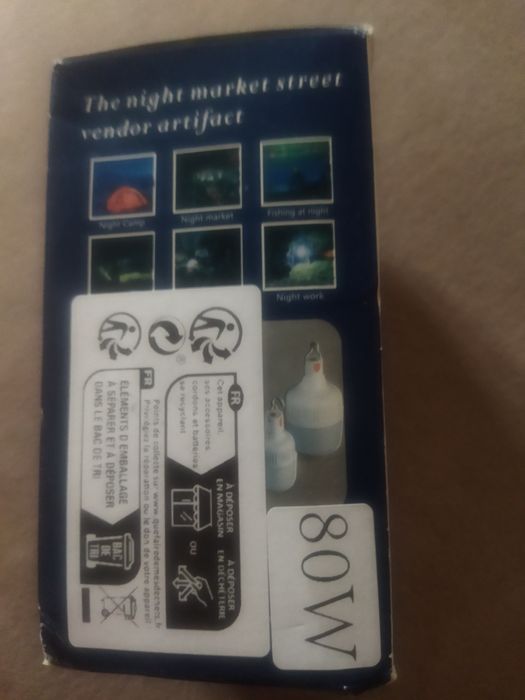 The night market street
vendor artifact
Night Camp
Night market
Fishing at night
Night work
FR
Cet appareil,
ses accessoires,
cordons et batteries
se recyclent
À DÉPOSER
EN MAGASIN
OU
À DÉPOSER
EN DÉCHÈTERIE
Points de collecte sur www.quefairedemesdechets.fr
Privilégiez la réparation ou le don de votre appareil !
FR
ÉLÉMENTS D'EMBALLAGE
À SÉPARER ET À DÉPOSER
DANS LE BAC DE TRI
BAC
DE
TRI
80W